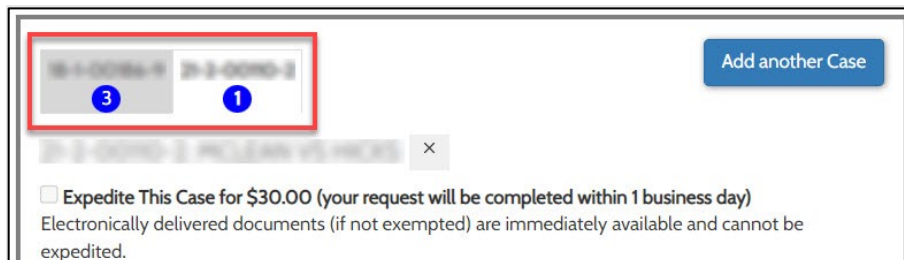 Add another Case
3 1
×
Expedite This Case for $30.00 (your request will be completed within 1 business day)
Electronically delivered documents (if not exempted) are immediately available and cannot be
expedited.